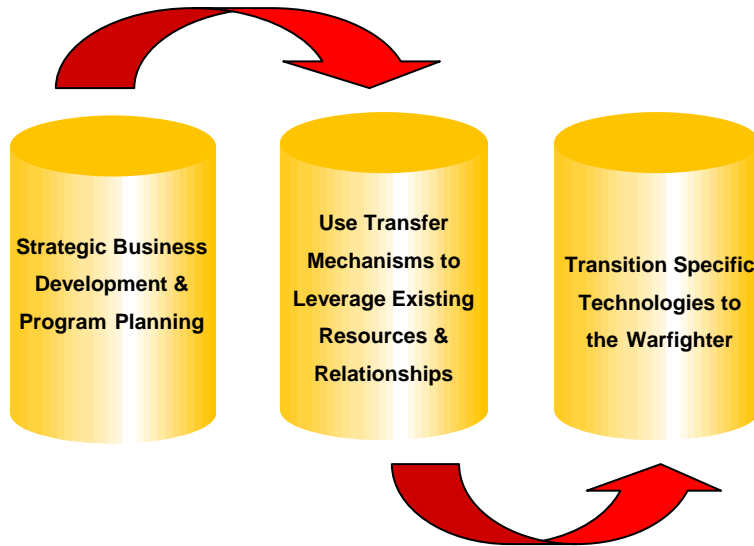 Strategic Business
Development &
Program Planning
Use Transfer
Mechanisms to
Leverage Existing
Resources &
Relationships
Transition Specific
Technologies to
the Warfighter